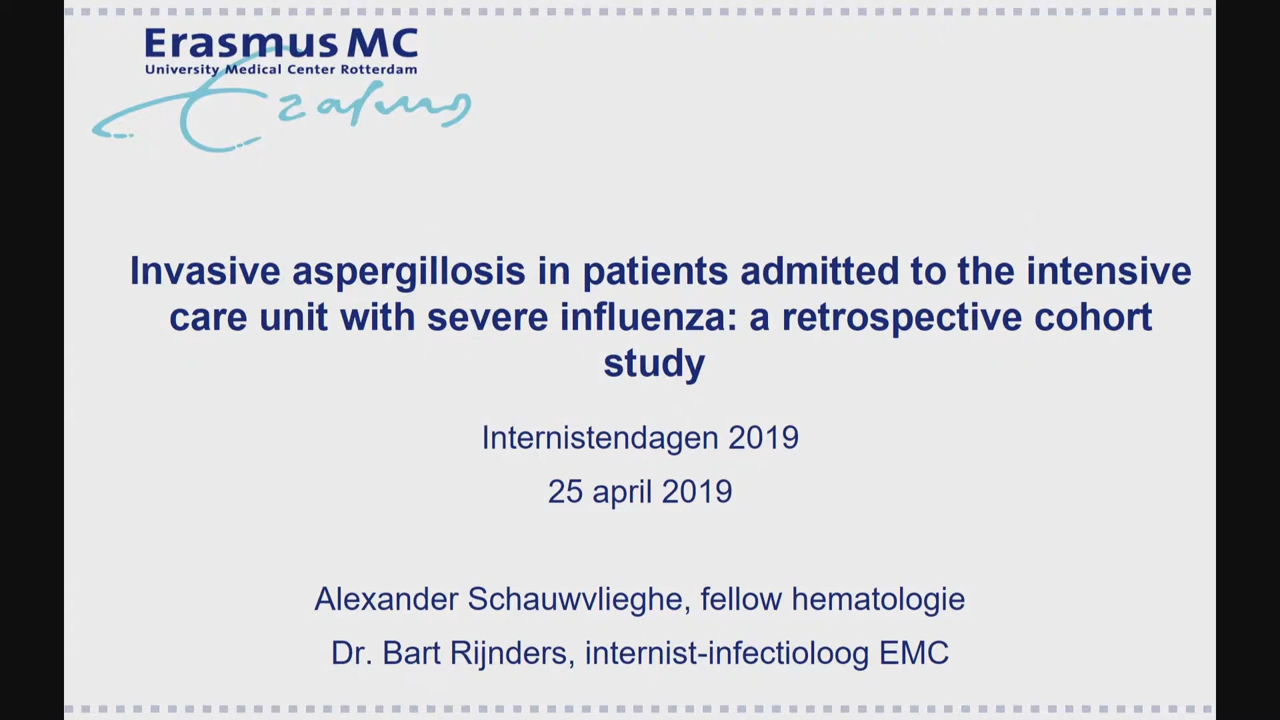 Erasmus MC
University Medical Center Rotterdam
Erasmus
Invasive aspergillosis in patients admitted to the intensive
care unit with severe influenza: a retrospective cohort
study
Internistendagen 2019
25 april 2019
Alexander Schauwvlieghe, fellow hematologie
Dr. Bart Rijnders, internist-infectioloog EMC